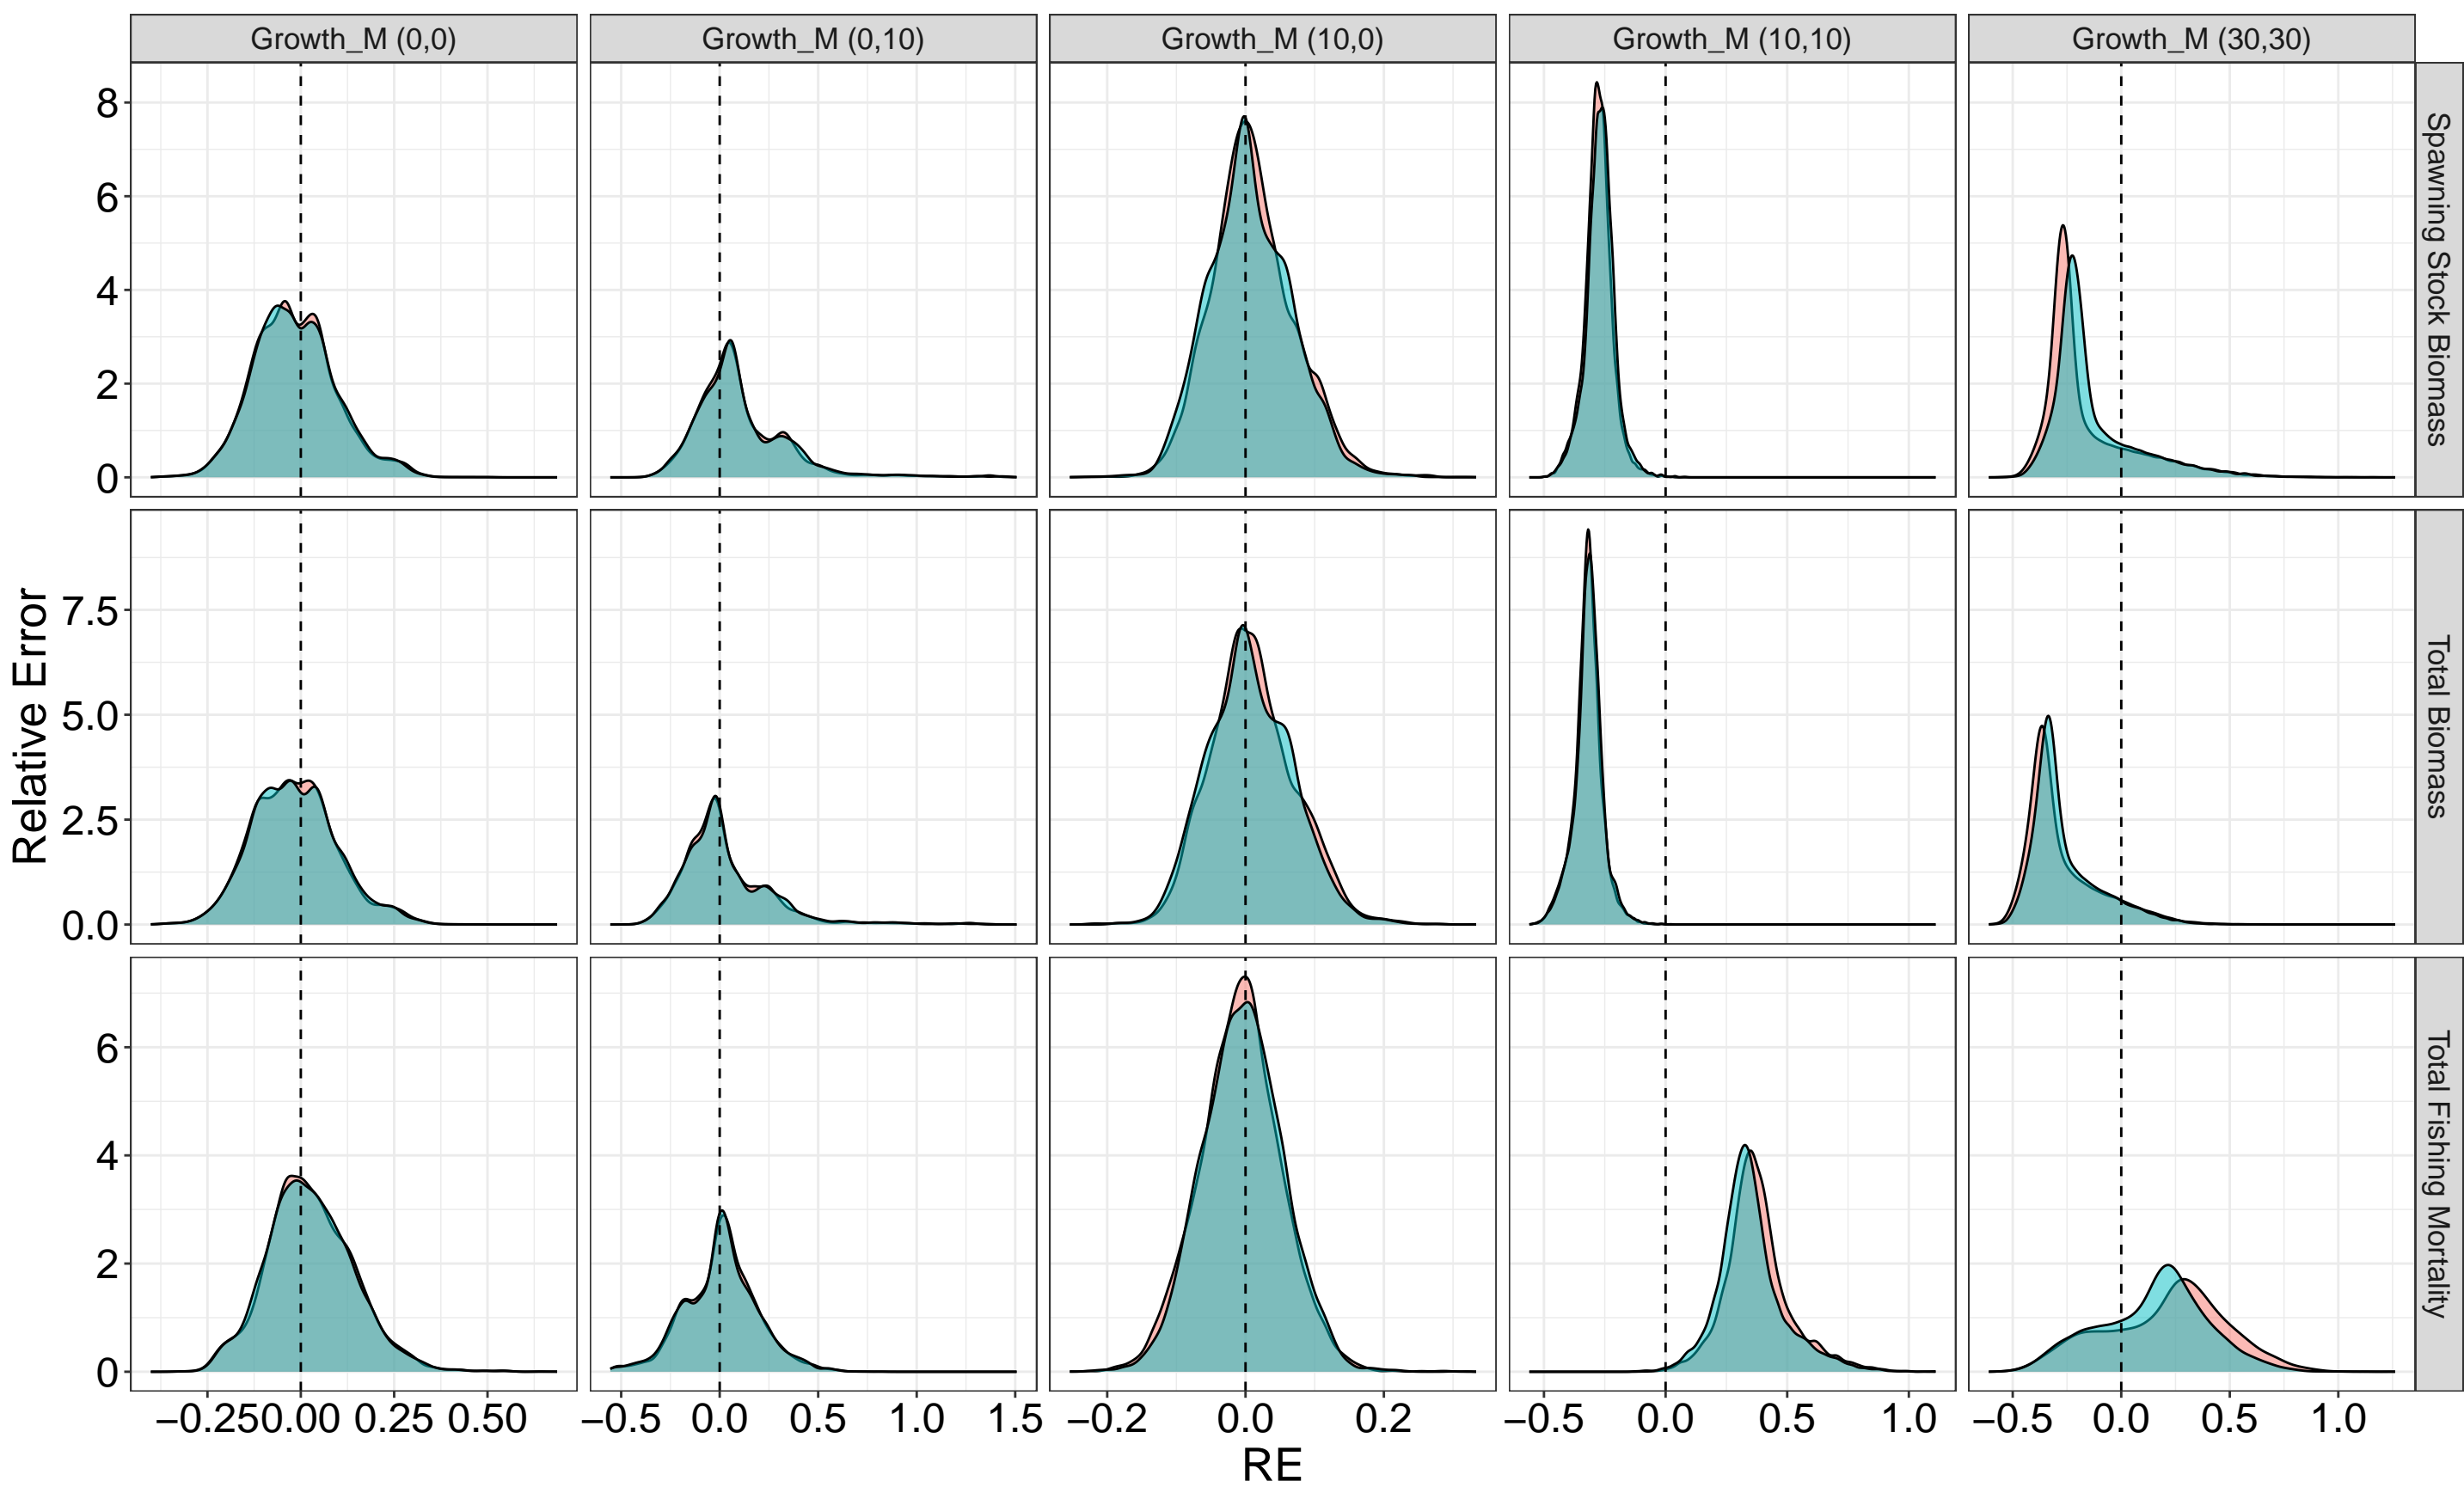 Growth_M (0,0) Growth_M (0,10) Growth_M (10,0) Growth_M (10,10) Growth_M (30,30)
8
6
4
2
0
Spawning Stock Biomass
Relative Error
7.5
5.0
2.5
0.0
Total Biomass
6
4
2
0
Total Fishing Mortality
−0.25 0.00 0.25 0.50 −0.5 0.0 0.5 1.0 1.5 −0.2 0.0 0.2 −0.5 0.0 0.5 1.0 −0.5 0.0 0.5 1.0
RE